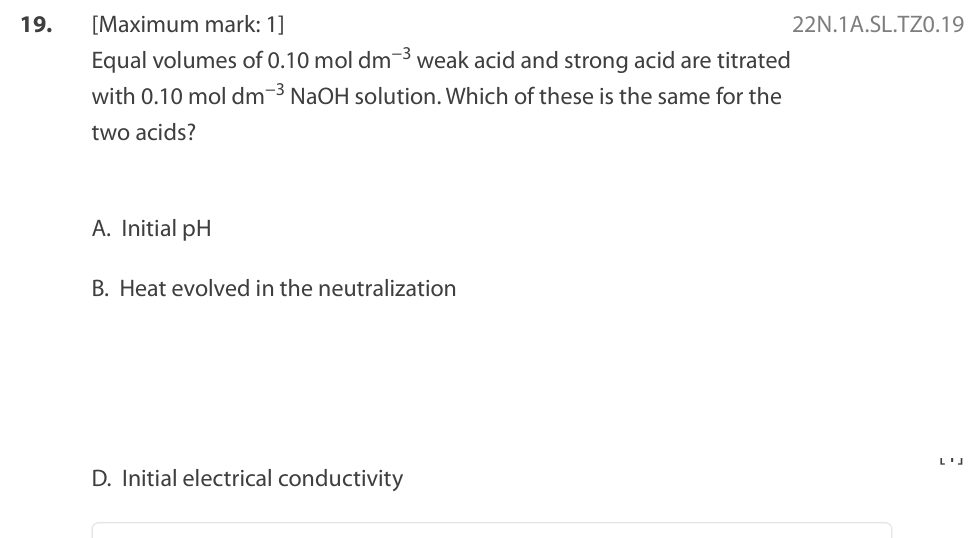 19. [Maximum mark: 1] 22N.1A.SL.TZ0.19
Equal volumes of 0.10 mol dm⁻³ weak acid and strong acid are titrated
with 0.10 mol dm⁻³ NaOH solution. Which of these is the same for the
two acids?
A. Initial pH
B. Heat evolved in the neutralization
D. Initial electrical conductivity